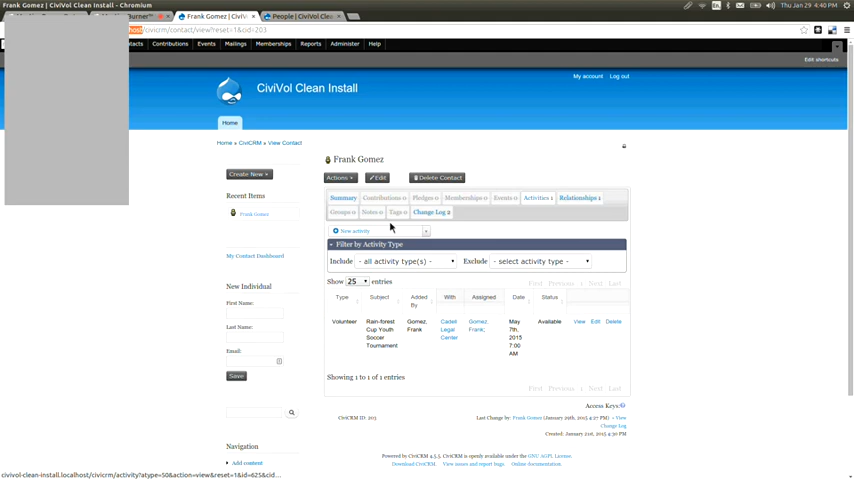 Frank Gomez | CiviVol Clean Install - Chromium
Thu Jan 29 4:40 PM
Frank Gomez | CiviV
People | CiviVol Clean
/civicrm/contact/view?reset=1&cid=203
Contributions Events Mailings Memberships Reports Administer Help
Edit shortcuts
My account Log out
CiviVol Clean Install
Home
Home » CiviCRM » View Contact
Frank Gomez
Create New
Actions Edit Delete Contact
Recent Items
Frank Gomez
Summary Contributions 0 Pledges 0 Memberships 0 Events 0 Activities 1 Relationships 1
Groups 0 Notes 0 Tags 0 Change Log 2
New activity
Filter by Activity Type
My Contact Dashboard
Include - all activity type(s) - Exclude - select activity type -
New Individual
Show 25 entries
First Previous 1 Next Last
First Name:
Type Subject Added By With Assigned Date Status
Last Name:
Volunteer Rain-forest Cup Youth Soccer Tournament Gomez, Frank Cadell Legal Center Gomez, Frank; May 7th, 2015 7:00 AM Available View Edit Delete
Email:
Save
Showing 1 to 1 of 1 entries
First Previous 1 Next Last
Access Keys:
CiviCRM ID: 203
Last Change by: Frank Gomez (January 29th, 2015 4:27 PM) » View Change Log
Created: January 21st, 2015 4:30 PM
Navigation
Add content
Powered by CiviCRM 4.5.5. CiviCRM is openly available under the GNU AGPL License.
Download CiviCRM. View issues and report bugs. Online documentation.
civivol-clean-install.localhost/civicrm/activity?atype=50&action=view&reset=1&id=625&cid...